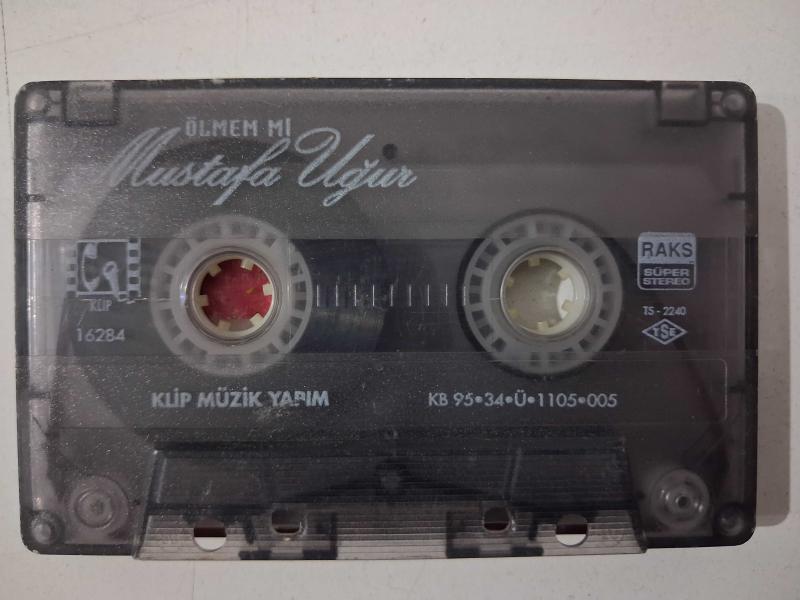 ÖLMEM Mİ
Mustafa Uğur
KLİP
16284
RAKS
SÜPER
STEREO
TS - 2240
TSE
KLİP MÜZİK YAPIM
KB 95•34•Ü•1105•005